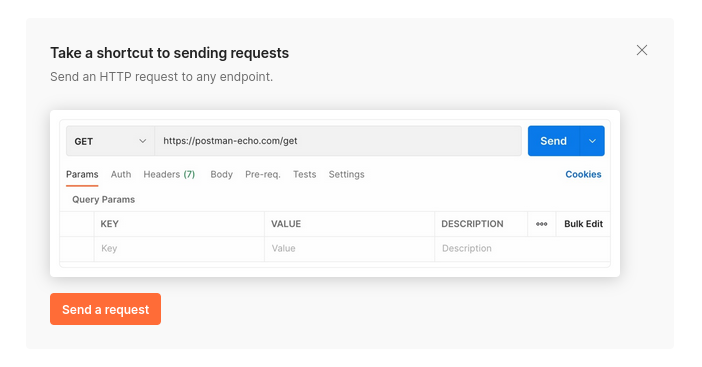 Take a shortcut to sending requests
Send an HTTP request to any endpoint.
GET https://postman-echo.com/get Send
Params Auth Headers (7) Body Pre-req. Tests Settings Cookies
Query Params
KEY VALUE DESCRIPTION ••• Bulk Edit
Key Value Description
Send a request